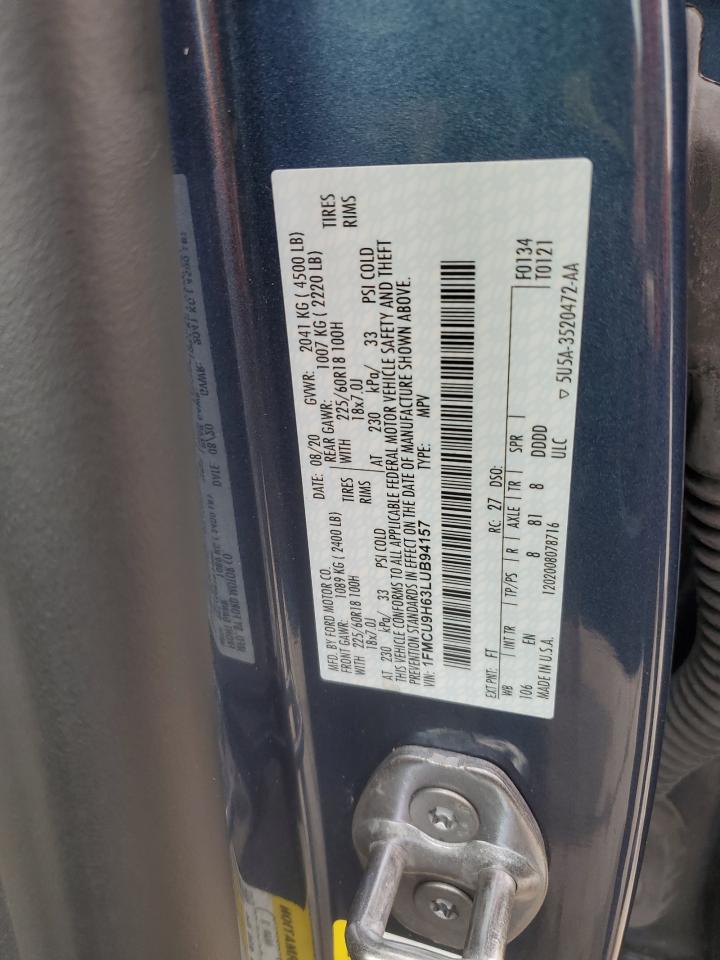 MFD. BY FORD MOTOR CO. DATE: 08/20 GVWR: 2041 KG ( 4500 LB)
FRONT GAWR: 1089 KG ( 2400 LB) REAR GAWR: 1007 KG ( 2220 LB)
WITH 225/60R18 100H TIRES WITH 225/60R18 100H TIRES
18x7.0J RIMS 18x7.0J RIMS
AT 230 kPa/ 33 PSI COLD AT 230 kPa/ 33 PSI COLD
THIS VEHICLE CONFORMS TO ALL APPLICABLE FEDERAL MOTOR VEHICLE SAFETY AND THEFT
PREVENTION STANDARDS IN EFFECT ON THE DATE OF MANUFACTURE SHOWN ABOVE.
VIN: 1FMCU9H63LUB94157 TYPE: MPV
EXT PNT: FT RC: 27 DSO: F0134
WB INT TR TP/PS R AXLE TR SPR T0121
106 EN 8 81 8 DDDD
MADE IN U.S.A. 1202008078716 ULC
▽ 5U5A-3520472-AA